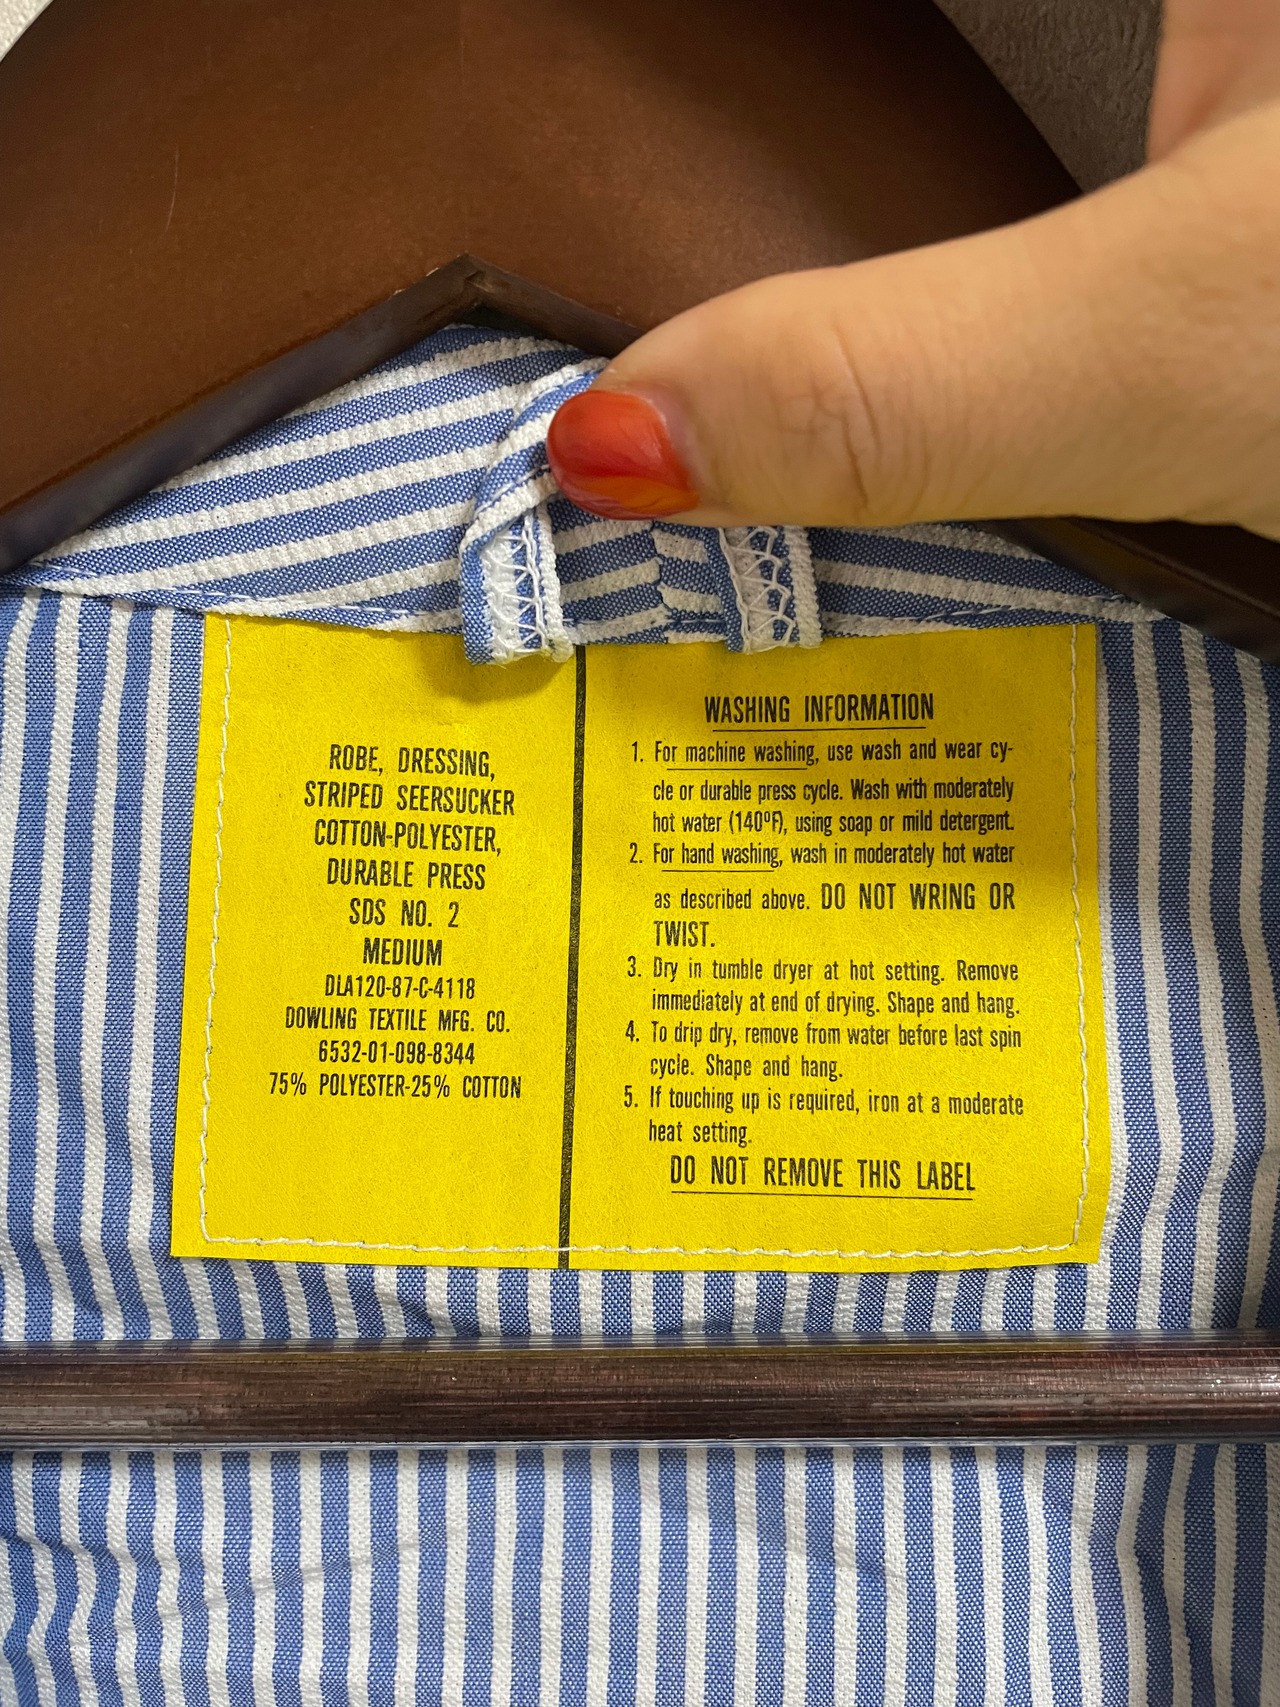 ROBE, DRESSING,
STRIPED SEERSUCKER
COTTON-POLYESTER,
DURABLE PRESS
SDS NO. 2
MEDIUM
DLA120-87-C-4118
DOWLING TEXTILE MFG. CO.
6532-01-098-8344
75% POLYESTER-25% COTTON
WASHING INFORMATION
1. For machine washing, use wash and wear cy-
cle or durable press cycle. Wash with moderately
hot water (140ºF), using soap or mild detergent.
2. For hand washing, wash in moderately hot water
as described above. DO NOT WRING OR
TWIST.
3. Dry in tumble dryer at hot setting. Remove
immediately at end of drying. Shape and hang.
4. To drip dry, remove from water before last spin
cycle. Shape and hang.
5. If touching up is required, iron at a moderate
heat setting.
DO NOT REMOVE THIS LABEL